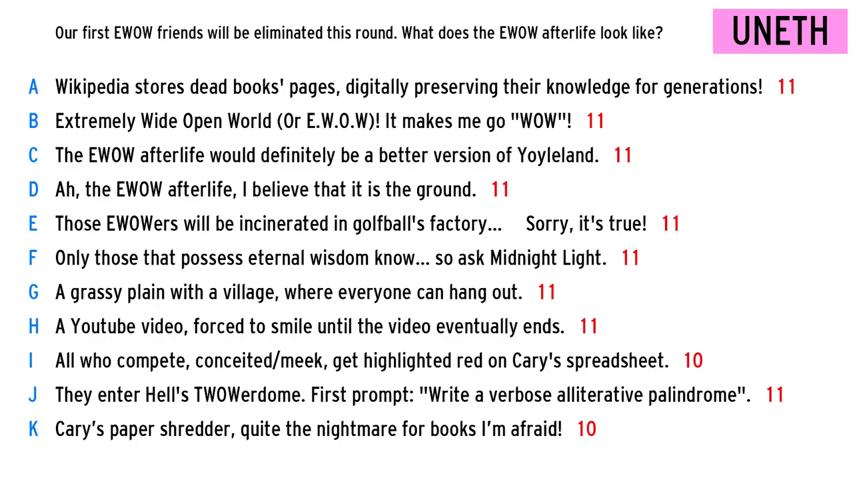 Our first EWOW friends will be eliminated this round. What does the EWOW afterlife look like?
UNETH
A Wikipedia stores dead books' pages, digitally preserving their knowledge for generations! 11
B Extremely Wide Open World (Or E.W.O.W)! It makes me go "WOW"! 11
C The EWOW afterlife would definitely be a better version of Yoyleland. 11
D Ah, the EWOW afterlife, I believe that it is the ground. 11
E Those EWOWers will be incinerated in golfball's factory... Sorry, it's true! 11
F Only those that possess eternal wisdom know... so ask Midnight Light. 11
G A grassy plain with a village, where everyone can hang out. 11
H A Youtube video, forced to smile until the video eventually ends. 11
I All who compete, conceited/meek, get highlighted red on Cary's spreadsheet. 10
J They enter Hell's TWOWerdome. First prompt: "Write a verbose alliterative palindrome". 11
K Cary’s paper shredder, quite the nightmare for books I’m afraid! 10